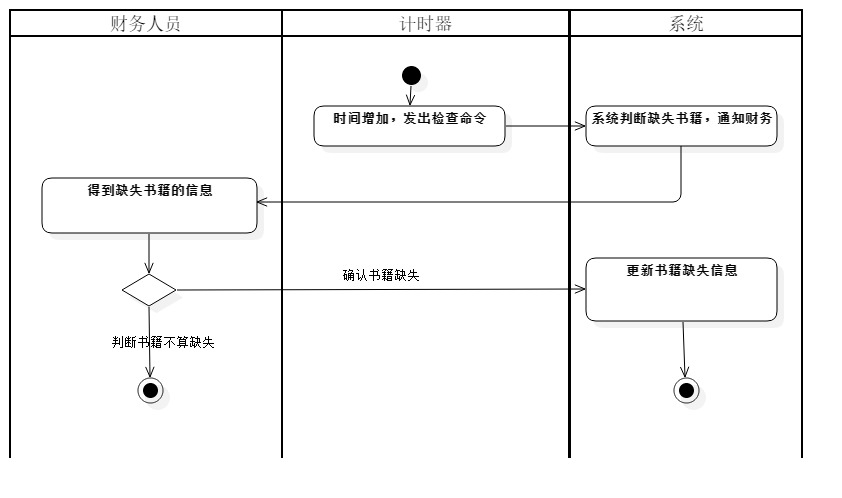 财务人员
计时器
系统
时间增加，发出检查命令
系统判断缺失书籍，通知财务
得到缺失书籍的信息
确认书籍缺失
更新书籍缺失信息
判断书籍不算缺失